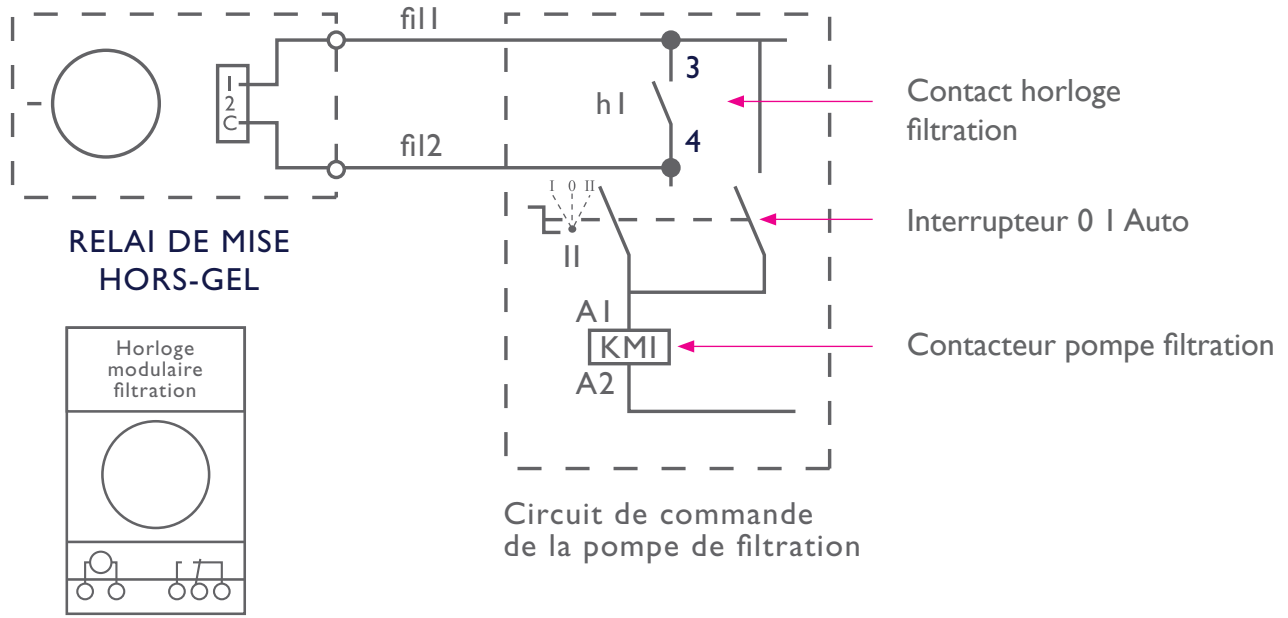 fil1
1
2
C
fil2
RELAI DE MISE
HORS-GEL
Horloge
modulaire
filtration
3
h1
4
I 0 II
II
A1
KM1
A2
Contact horloge
filtration
Interrupteur 0 1 Auto
Contacteur pompe filtration
Circuit de commande
de la pompe de filtration